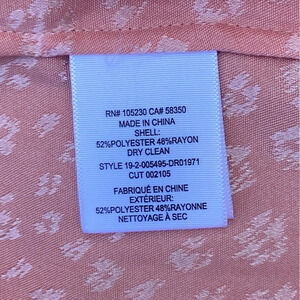 RN# 105230 CA# 58350
MADE IN CHINA
SHELL:
52%POLYESTER 48%RAYON
DRY CLEAN
STYLE 19-2-005495-DR01971
CUT 002105
FABRIQUÉ EN CHINE
EXTÉRIEUR:
52%POLYESTER 48%RAYONNE
NETTOYAGE À SEC